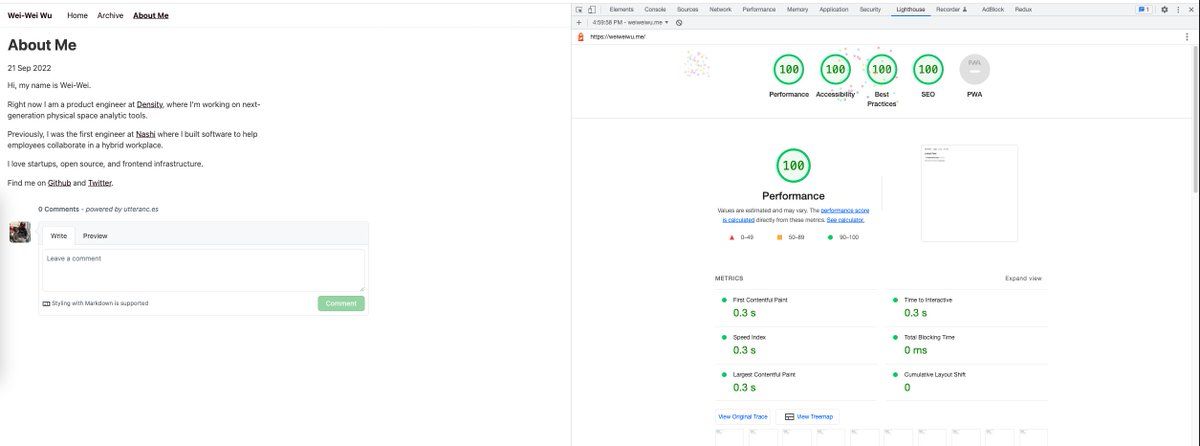 Wei-Wei Wu Home Archive About Me
About Me
21 Sep 2022
Hi, my name is Wei-Wei.
Right now I am a product engineer at Density, where I'm working on next-
generation physical space analytic tools.
Previously, I was the first engineer at Nashi where I built software to help
employees collaborate in a hybrid workplace.
I love startups, open source, and frontend infrastructure.
Find me on Github and Twitter.
0 Comments - powered by utteranc.es
Write Preview
Leave a comment
Styling with Markdown is supported
Comment
Elements Console Sources Network Performance Memory Application Security Lighthouse Recorder AdBlock Redux 1
4:59:58 PM - weiweiwu.me
https://weiweiwu.me/
100 100 100 100 PWA
Performance Accessibility Best Practices SEO PWA
100
Performance
Values are estimated and may vary. The performance score
is calculated directly from these metrics. See calculator.
0–49 50–89 90–100
METRICS Expand view
First Contentful Paint
0.3 s
Time to Interactive
0.3 s
Speed Index
0.3 s
Total Blocking Time
0 ms
Largest Contentful Paint
0.3 s
Cumulative Layout Shift
0
View Original Trace View Treemap